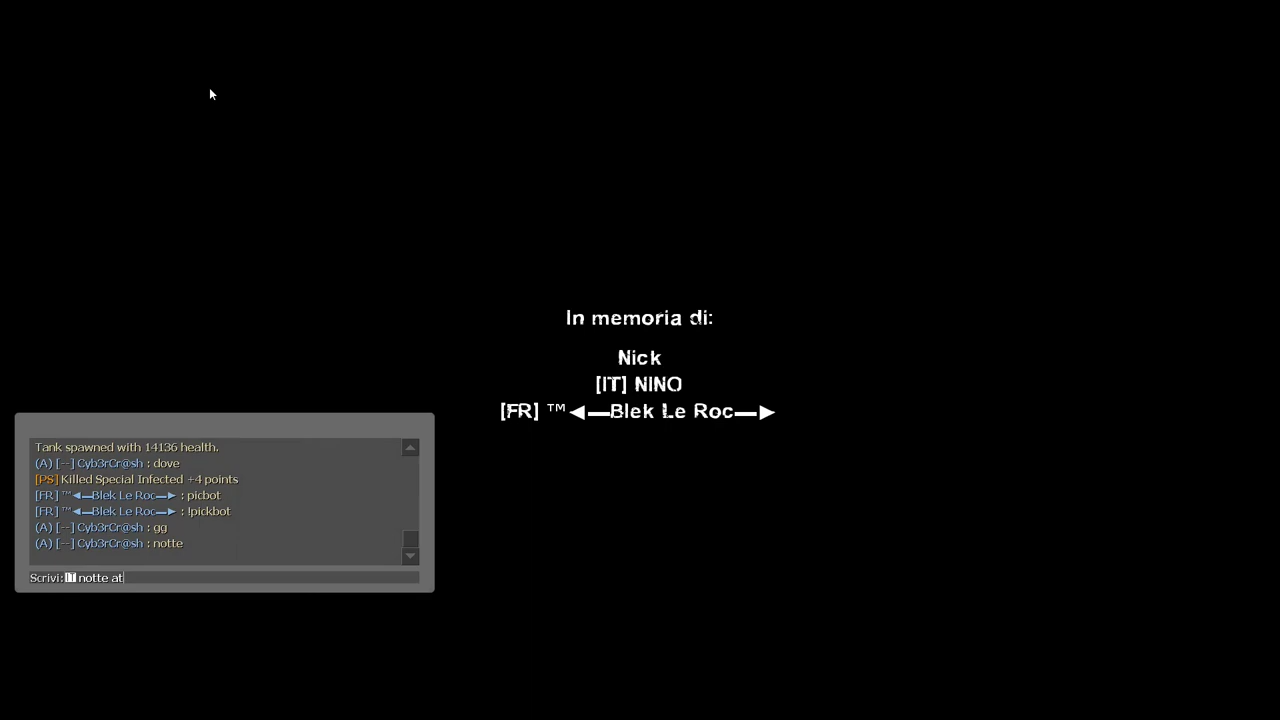 In memoria di:
Nick
[IT] NINO
[FR] ™◄▬Blek Le Roc▬►
Tank spawned with 14136 health.
(A) [--] Cyb3rCr@sh : dove
[PS] Killed Special Infected +4 points
[FR] ™◄▬Blek Le Roc▬► : picbot
[FR] ™◄▬Blek Le Roc▬► : !pickbot
(A) [--] Cyb3rCr@sh : gg
(A) [--] Cyb3rCr@sh : notte
Scrivi: IT notte at